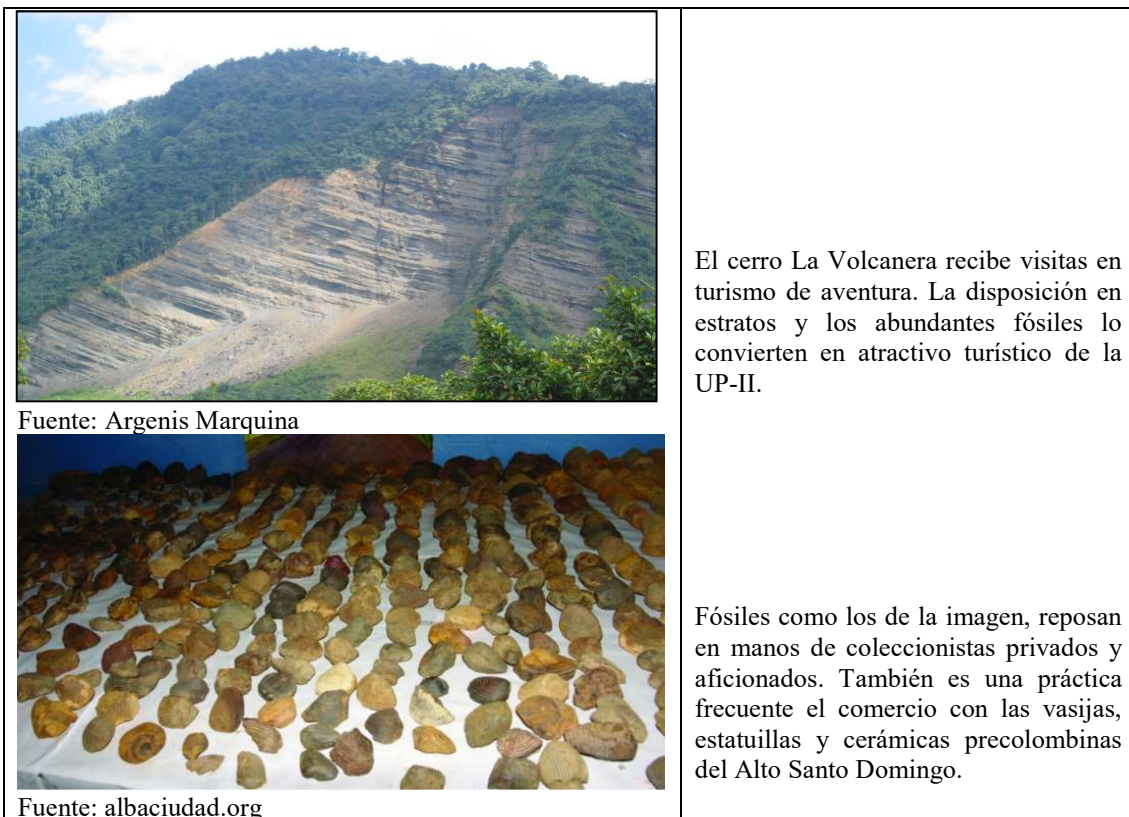 El cerro La Volcanera recibe visitas en
turismo de aventura. La disposición en
estratos y los abundantes fósiles lo
convierten en atractivo turístico de la
UP-II.
Fuente: Argenis Marquina
Fósiles como los de la imagen, reposan
en manos de coleccionistas privados y
aficionados. También es una práctica
frecuente el comercio con las vasijas,
estatuillas y cerámicas precolombinas
del Alto Santo Domingo.
Fuente: albaciudad.org